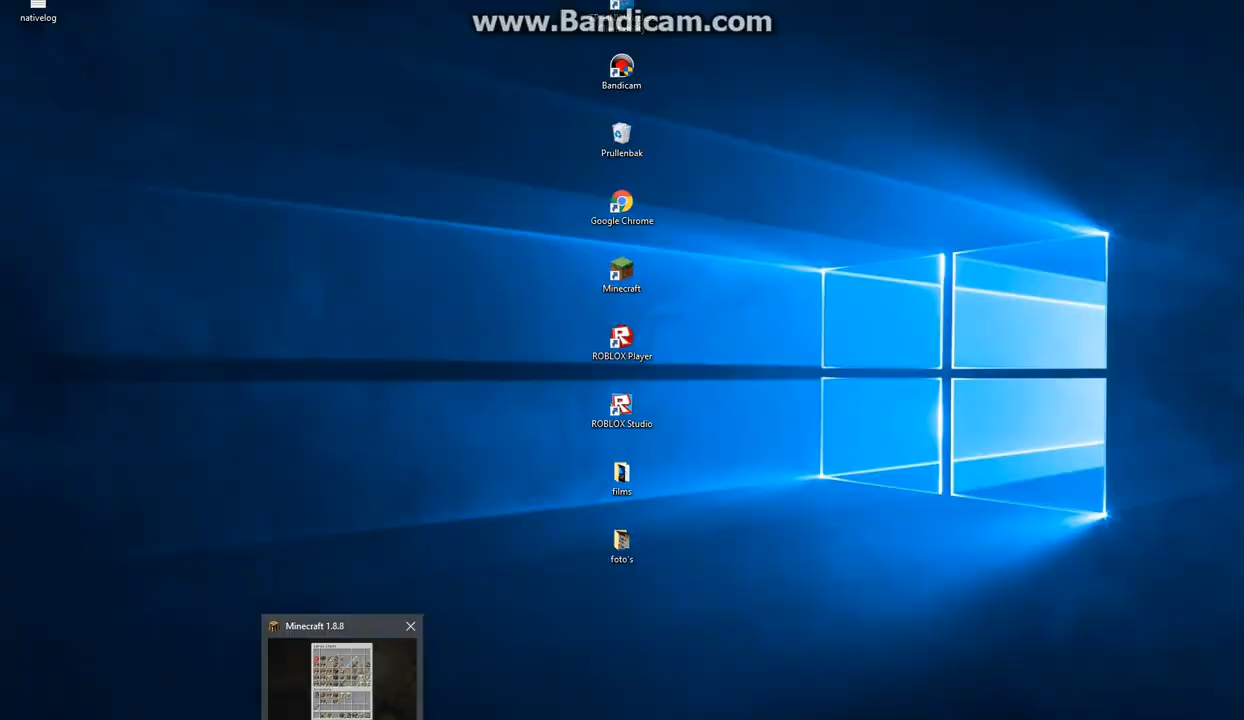 nativelog
www.Bandicam.com
Bandicam
Prullenbak
Google Chrome
Minecraft
ROBLOX Player
ROBLOX Studio
films
foto's
Minecraft 1.8.8